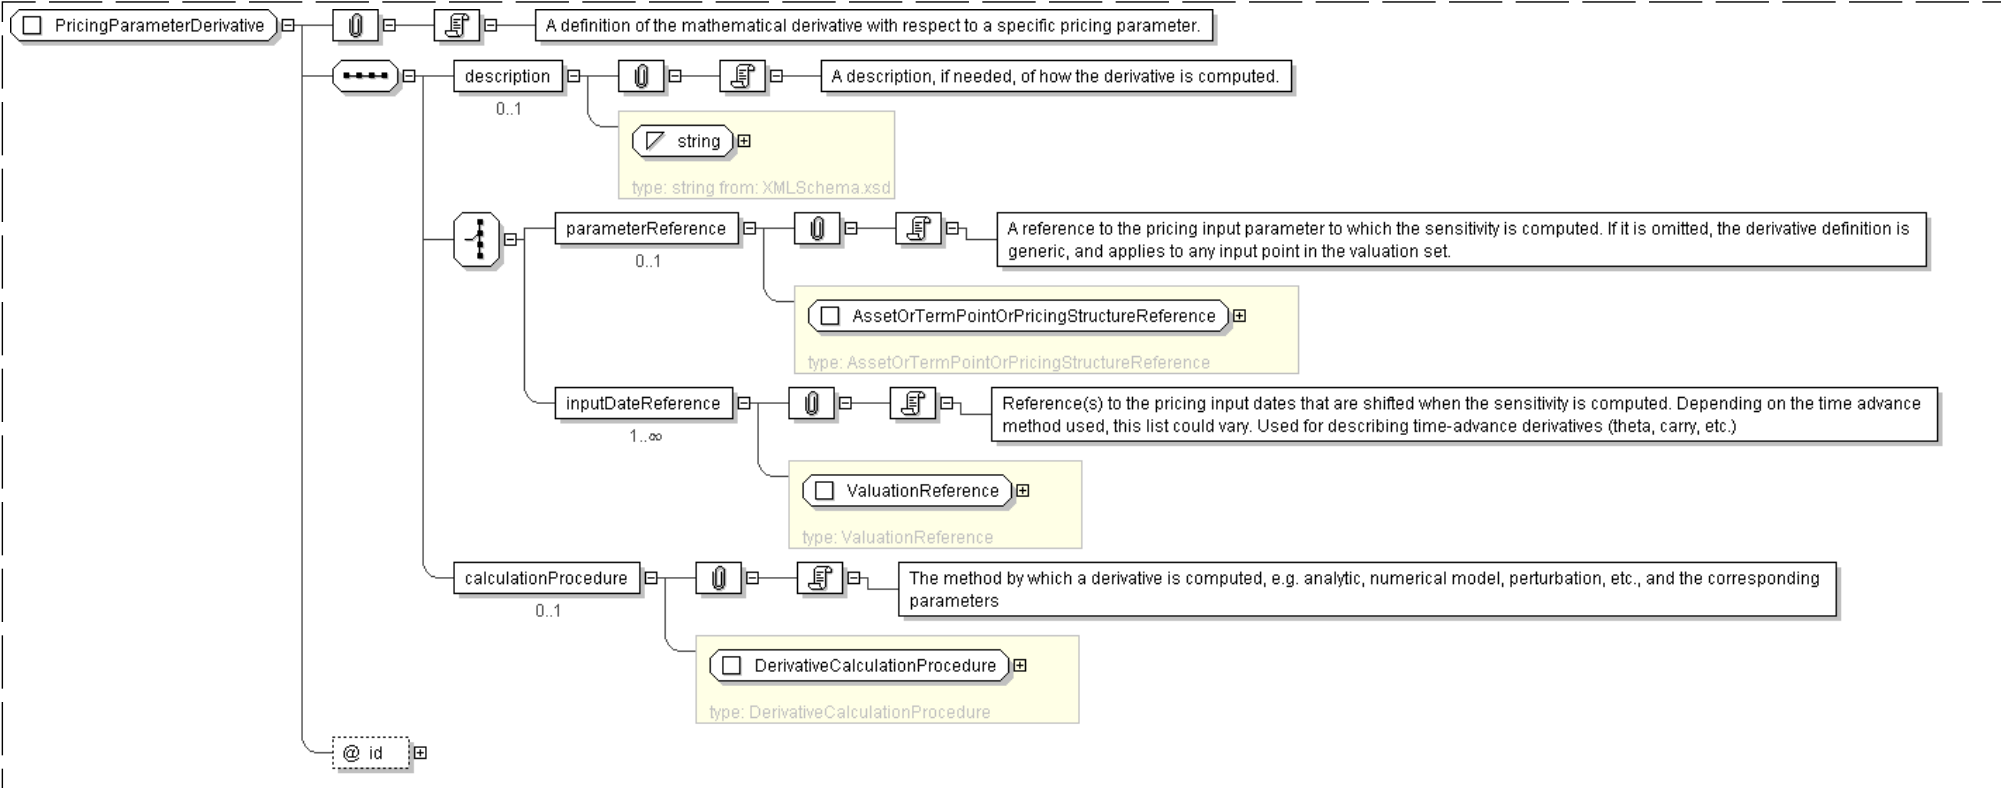 PricingParameterDerivative
A definition of the mathematical derivative with respect to a specific pricing parameter.
description
A description, if needed, of how the derivative is computed.
0..1
string
type: string from: XMLSchema.xsd
parameterReference
A reference to the pricing input parameter to which the sensitivity is computed. If it is omitted, the derivative definition is
generic, and applies to any input point in the valuation set.
0..1
AssetOrTermPointOrPricingStructureReference
type: AssetOrTermPointOrPricingStructureReference
inputDateReference
Reference(s) to the pricing input dates that are shifted when the sensitivity is computed. Depending on the time advance
method used, this list could vary. Used for describing time-advance derivatives (theta, carry, etc.)
1..∞
ValuationReference
type: ValuationReference
calculationProcedure
The method by which a derivative is computed, e.g. analytic, numerical model, perturbation, etc., and the corresponding
parameters
0..1
DerivativeCalculationProcedure
type: DerivativeCalculationProcedure
@ id